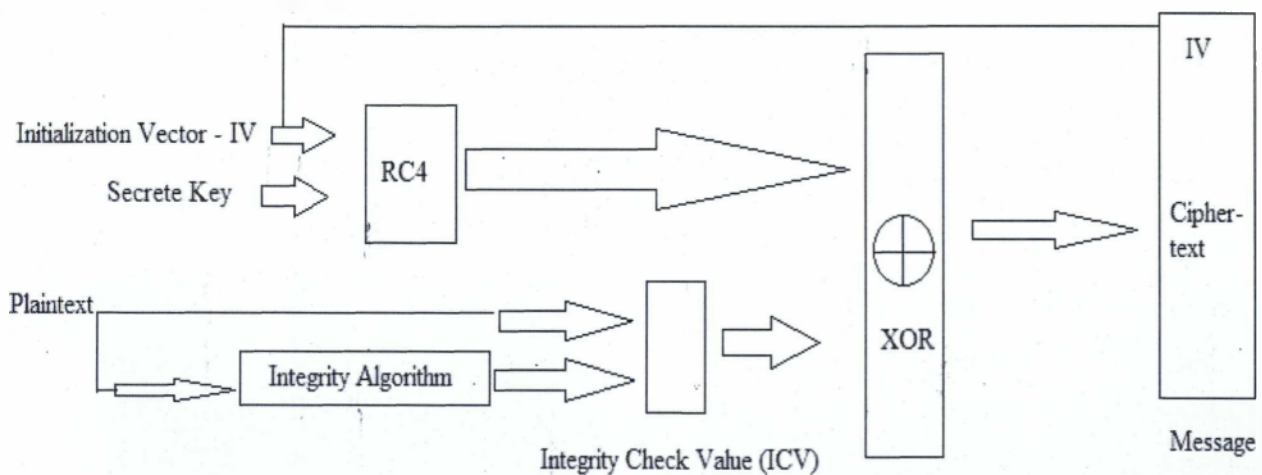 IV
Initialization Vector - IV
RC4
Secrete Key
Cipher-
text
Plaintext
XOR
Integrity Algorithm
Integrity Check Value (ICV)
Message